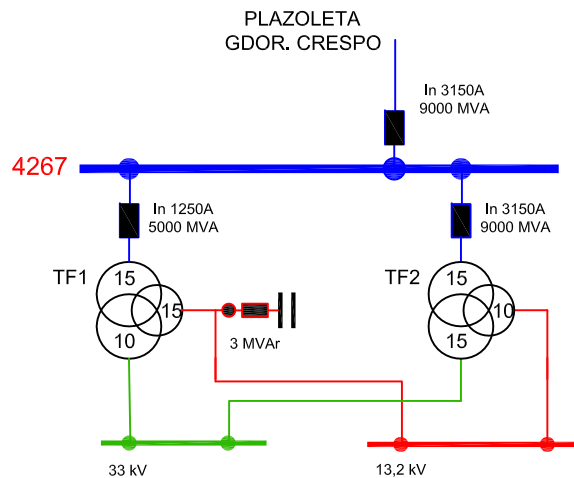 PLAZOLETA
GDOR. CRESPO
In 3150A
9000 MVA
4267
In 1250A
5000 MVA
In 3150A
9000 MVA
TF1
15
15
10
3 MVAr
TF2
15
10
15
33 kV
13,2 kV